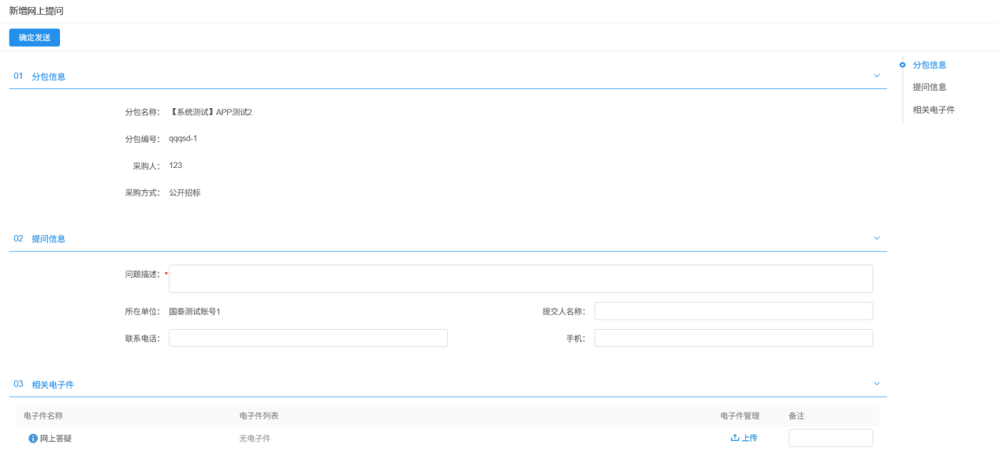 新增网上提问
确定发送
01 分包信息
分包名称： 【系统测试】APP测试2
分包编号： qqqsd-1
采购人： 123
采购方式： 公开招标
02 提问信息
问题描述：*
所在单位： 国泰测试账号1 提交人名称：
联系电话： 手机：
03 相关电子件
电子件名称 电子件列表 电子件管理 备注
网上答疑 无电子件 上传
分包信息
提问信息
相关电子件